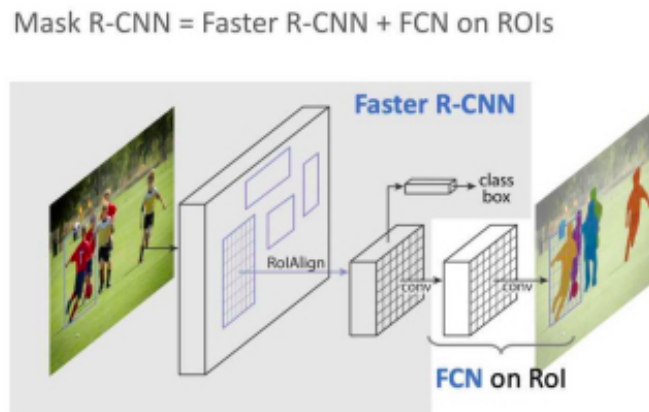 Mask R-CNN = Faster R-CNN + FCN on ROIs
Faster R-CNN
class
box
RoIAlign
conv
conv
FCN on RoI